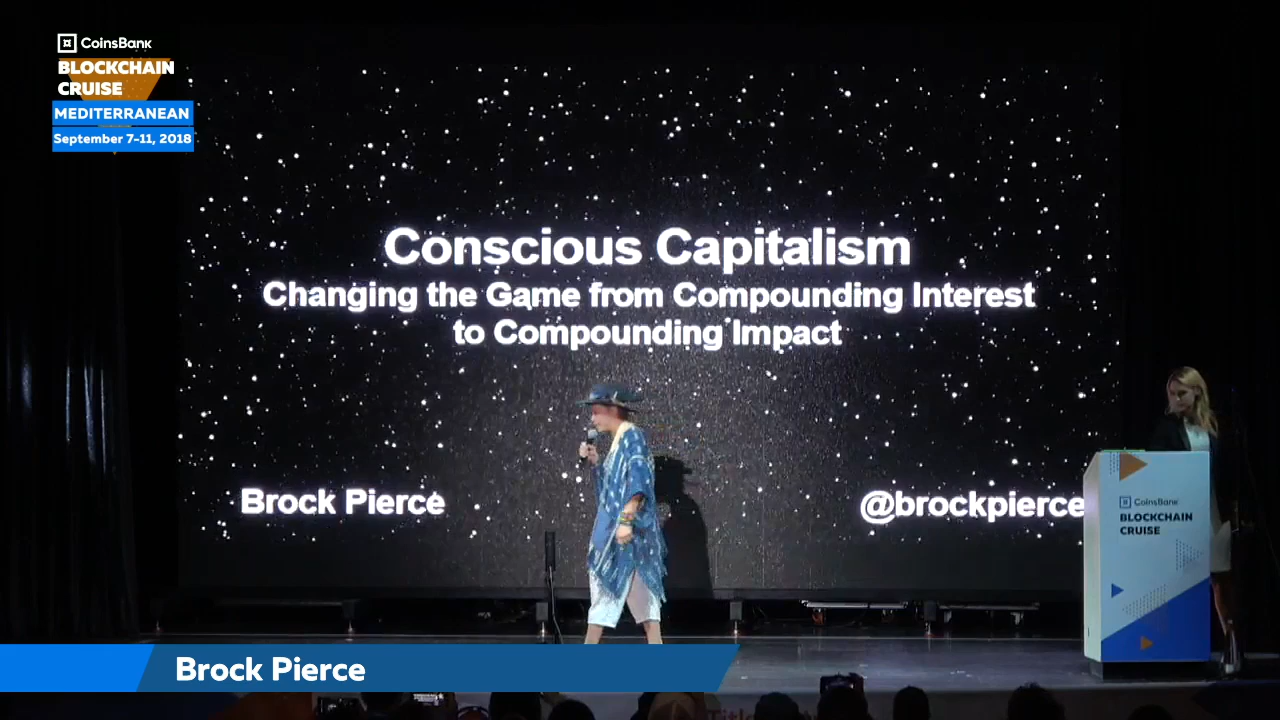 CoinsBank
BLOCKCHAIN
CRUISE
MEDITERRANEAN
September 7-11, 2018
Conscious Capitalism
Changing the Game from Compounding Interest
to Compounding Impact
Brock Pierce
@brockpierce
CoinsBank
BLOCKCHAIN
CRUISE
Brock Pierce